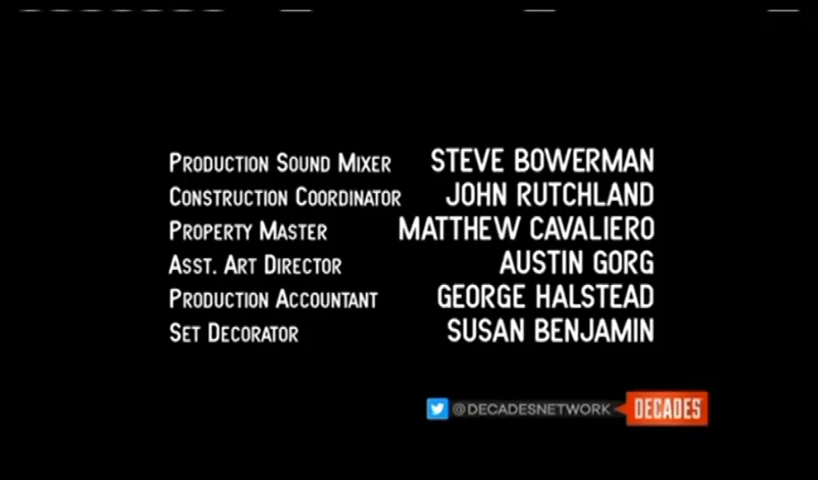 Production Sound Mixer STEVE BOWERMAN
Construction Coordinator JOHN RUTCHLAND
Property Master MATTHEW CAVALIERO
Asst. Art Director AUSTIN GORG
Production Accountant GEORGE HALSTEAD
Set Decorator SUSAN BENJAMIN
@DECADESNETWORK DECADES